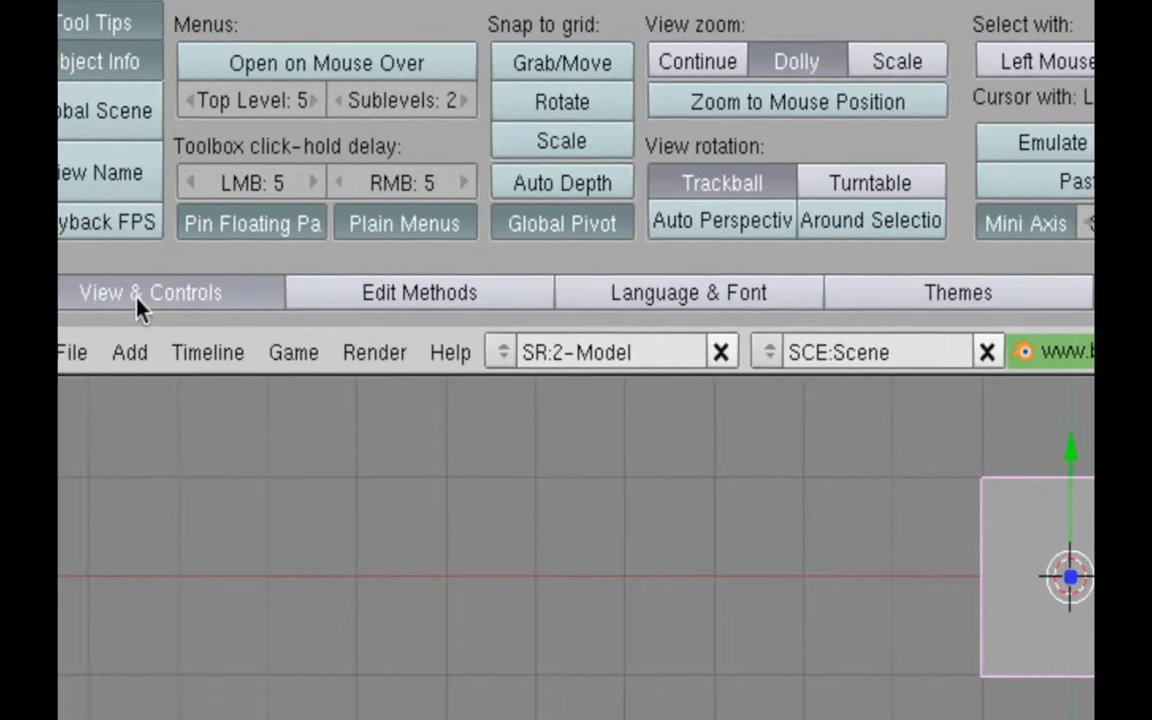 Tool Tips Menus: Snap to grid: View zoom: Select with:
bject Info Open on Mouse Over Grab/Move Continue Dolly Scale Left Mouse
Top Level: 5 Sublevels: 2 Rotate Zoom to Mouse Position Cursor with: L
obal Scene
Toolbox click-hold delay: Scale View rotation: Emulate
iew Name LMB: 5 RMB: 5 Auto Depth Trackball Turntable Past
yback FPS Pin Floating Pa Plain Menus Global Pivot Auto Perspectiv Around Selectio Mini Axis
View & Controls Edit Methods Language & Font Themes
File Add Timeline Game Render Help SR:2-Model SCE:Scene www.b